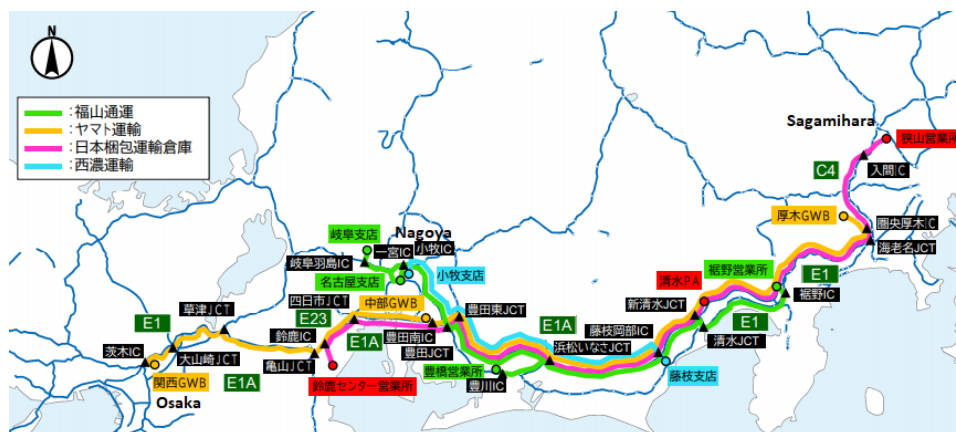 N
:福山通運
:ヤマト運輸
:日本梱包運輸倉庫
:西濃運輸
Sagamihara
狭山営業所
入間IC
C4
厚木GWB
圏央厚木IC
海老名JCT
岐阜支店
Nagoya
一宮IC
小牧IC
岐阜羽島IC
小牧支店
名古屋支店
裾野営業所
E1
清水PA
裾野IC
四日市JCT
中部GWB
豊田東JCT
新清水JCT
草津JCT
E1
E23
鈴鹿IC
E1A
豊田南IC
E1A
藤枝岡部IC
E1
清水JCT
茨木IC
大山崎JCT
亀山JCT
豊田JCT
浜松いなさJCT
関西GWB
E1A
豊橋営業所
豊川IC
藤枝支店
鈴鹿センター営業所
Osaka